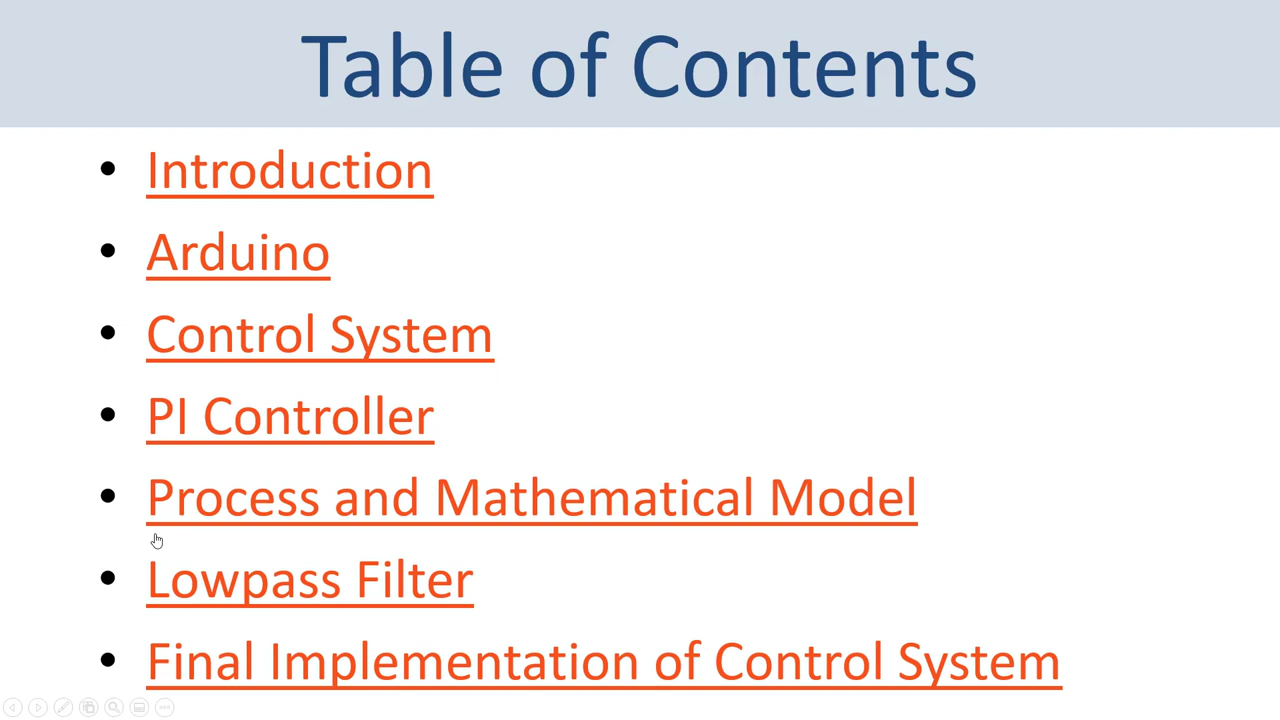 Table of Contents
• Introduction
• Arduino
• Control System
• PI Controller
• Process and Mathematical Model
• Lowpass Filter
• Final Implementation of Control System